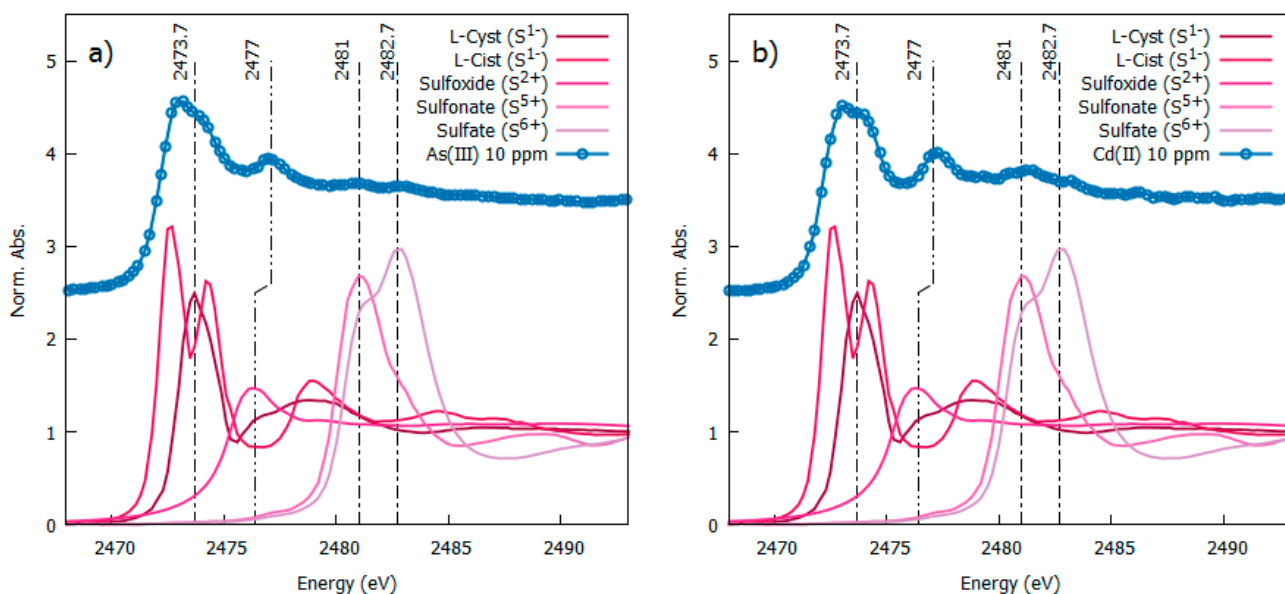 a)
2473.7
2477
2481
2482.7
L-Cyst (S1-)
L-Cist (S1-)
Sulfoxide (S2+)
Sulfonate (S5+)
Sulfate (S6+)
As(III) 10 ppm
Norm. Abs.
5
4
3
2
1
0
2470
2475
2480
2485
2490
Energy (eV)
b)
2473.7
2477
2481
2482.7
L-Cyst (S1-)
L-Cist (S1-)
Sulfoxide (S2+)
Sulfonate (S5+)
Sulfate (S6+)
Cd(II) 10 ppm
Norm. Abs.
5
4
3
2
1
0
2470
2475
2480
2485
2490
Energy (eV)